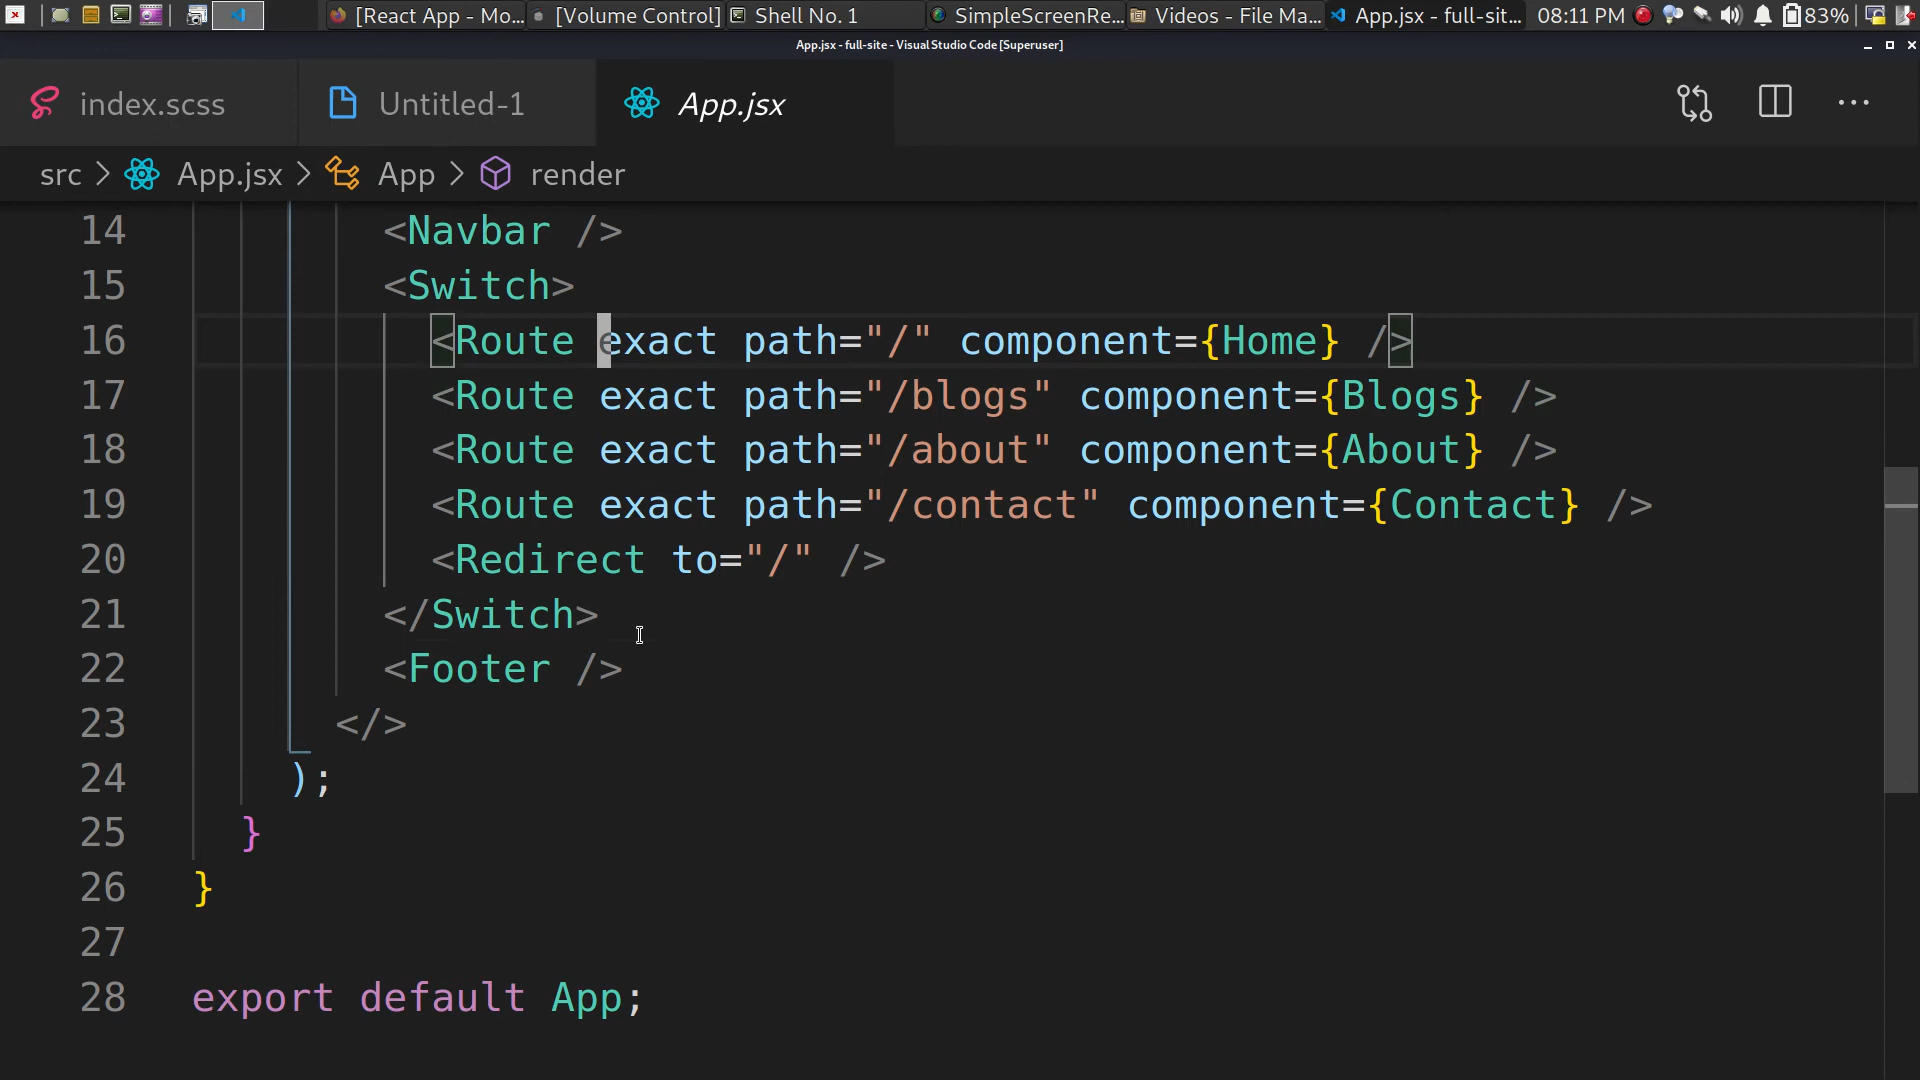 [React App - Mo... [Volume Control] Shell No. 1 SimpleScreenRe... Videos - File Ma... App.jsx - full-sit... 08:11 PM 83%
App.jsx - full-site - Visual Studio Code [Superuser]
index.scss Untitled-1 App.jsx
src > App.jsx > App > render
14 <Navbar />
15 <Switch>
16 <Route exact path="/" component={Home} />
17 <Route exact path="/blogs" component={Blogs} />
18 <Route exact path="/about" component={About} />
19 <Route exact path="/contact" component={Contact} />
20 <Redirect to="/" />
21 </Switch>
22 <Footer />
23 </>
24 );
25 }
26 }
27
28 export default App;